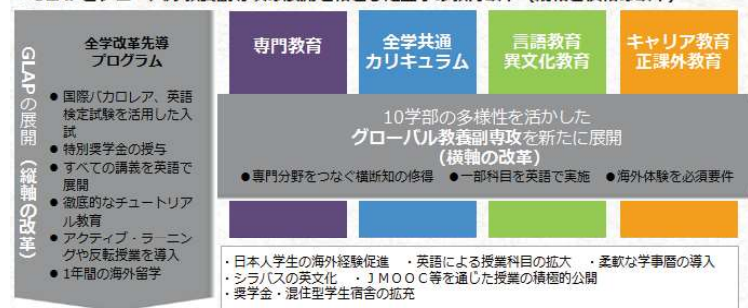 GLAPの展開（縦軸の改革）
全学改革先導
プログラム
● 国際バカロレア、英語
検定試験を活用した入
試
● 特別奨学金の授与
● すべての講義を英語で
展開
● 徹底的なチュートリア
ル教育
● アクティブ・ラーニン
グや反転授業を導入
● 1年間の海外留学
専門教育
全学共通
カリキュラム
言語教育
異文化教育
キャリア教育
正課外教育
10学部の多様性を活かした
グローバル教養副専攻を新たに展開
(横軸の改革)
●専門分野をつなぐ横断知の修得 ●一部科目を英語で実施 ●海外体験を必須要件
・日本人学生の海外経験促進 ・英語による授業科目の拡大 ・柔軟な学事暦の導入
・シラバスの英文化 ・JMOOC等を通じた授業の積極的公開
・奨学金・混住型学生宿舎の拡充